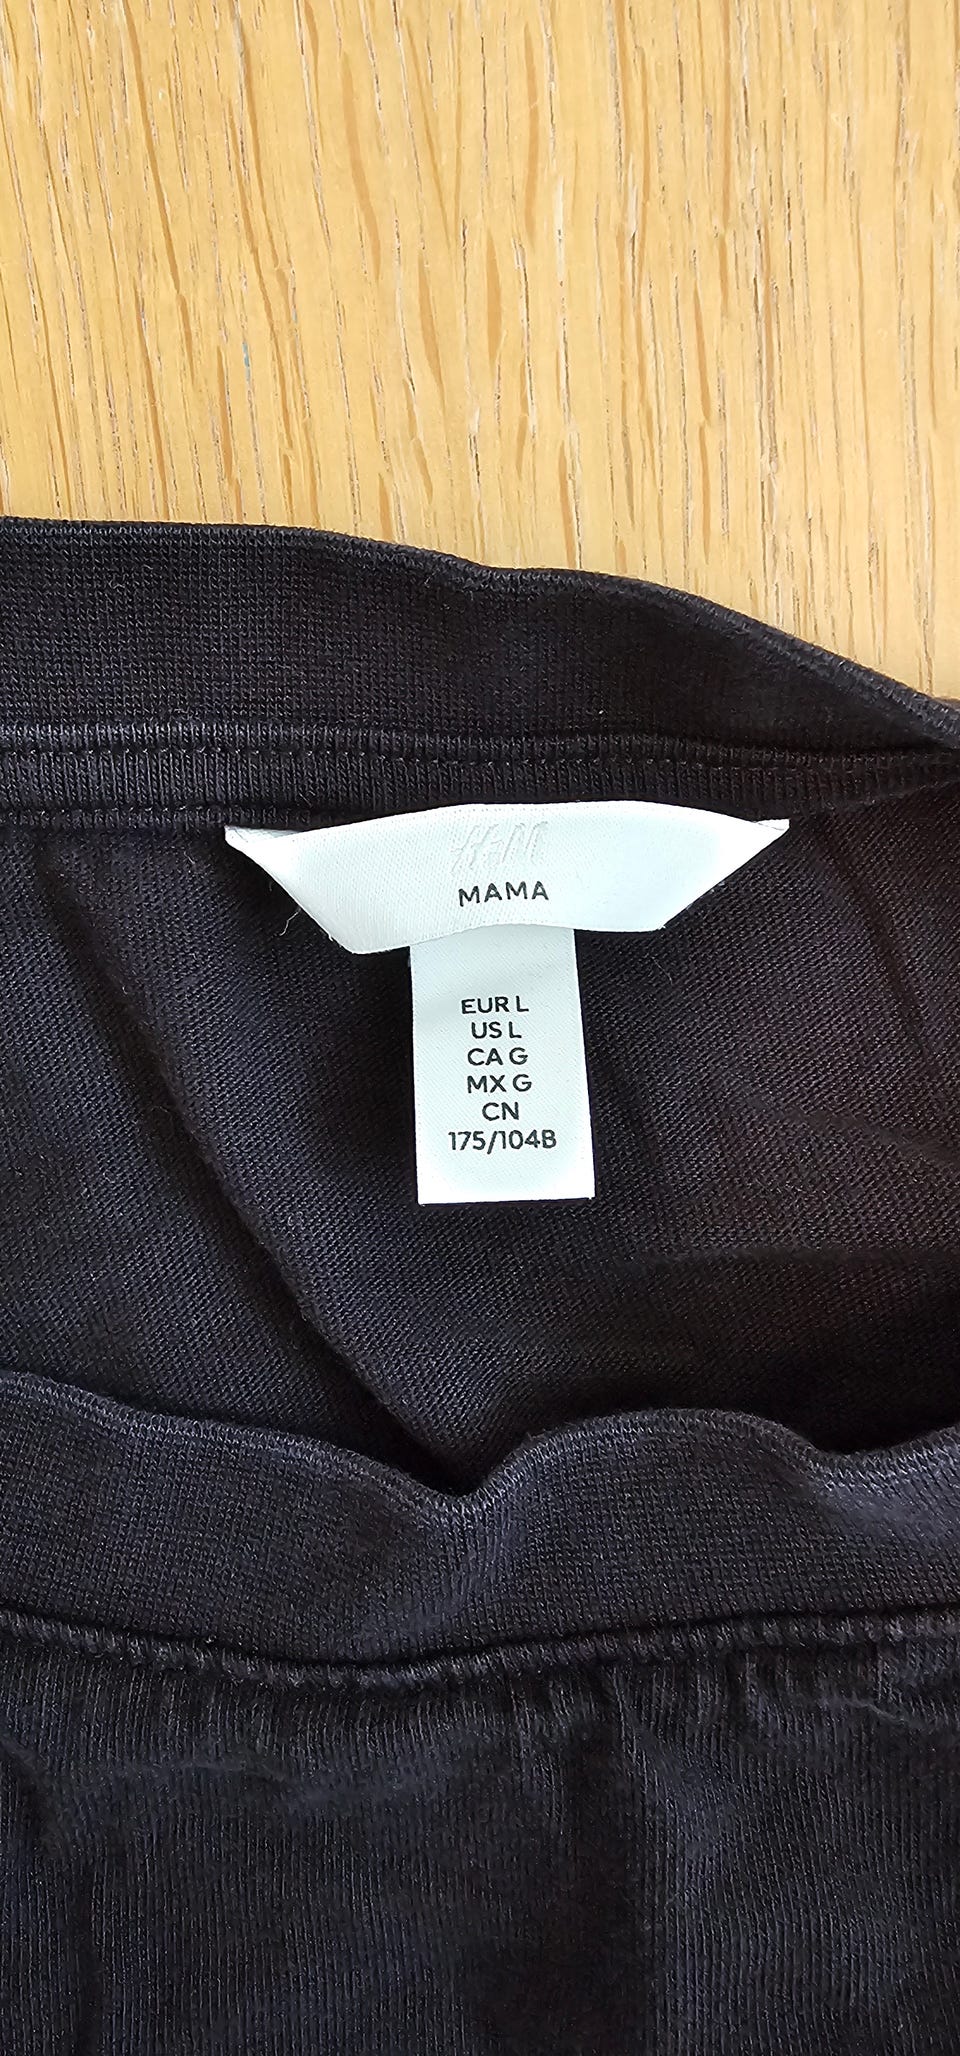 H&M
MAMA
EUR L
US L
CA G
MX G
CN
175/104B